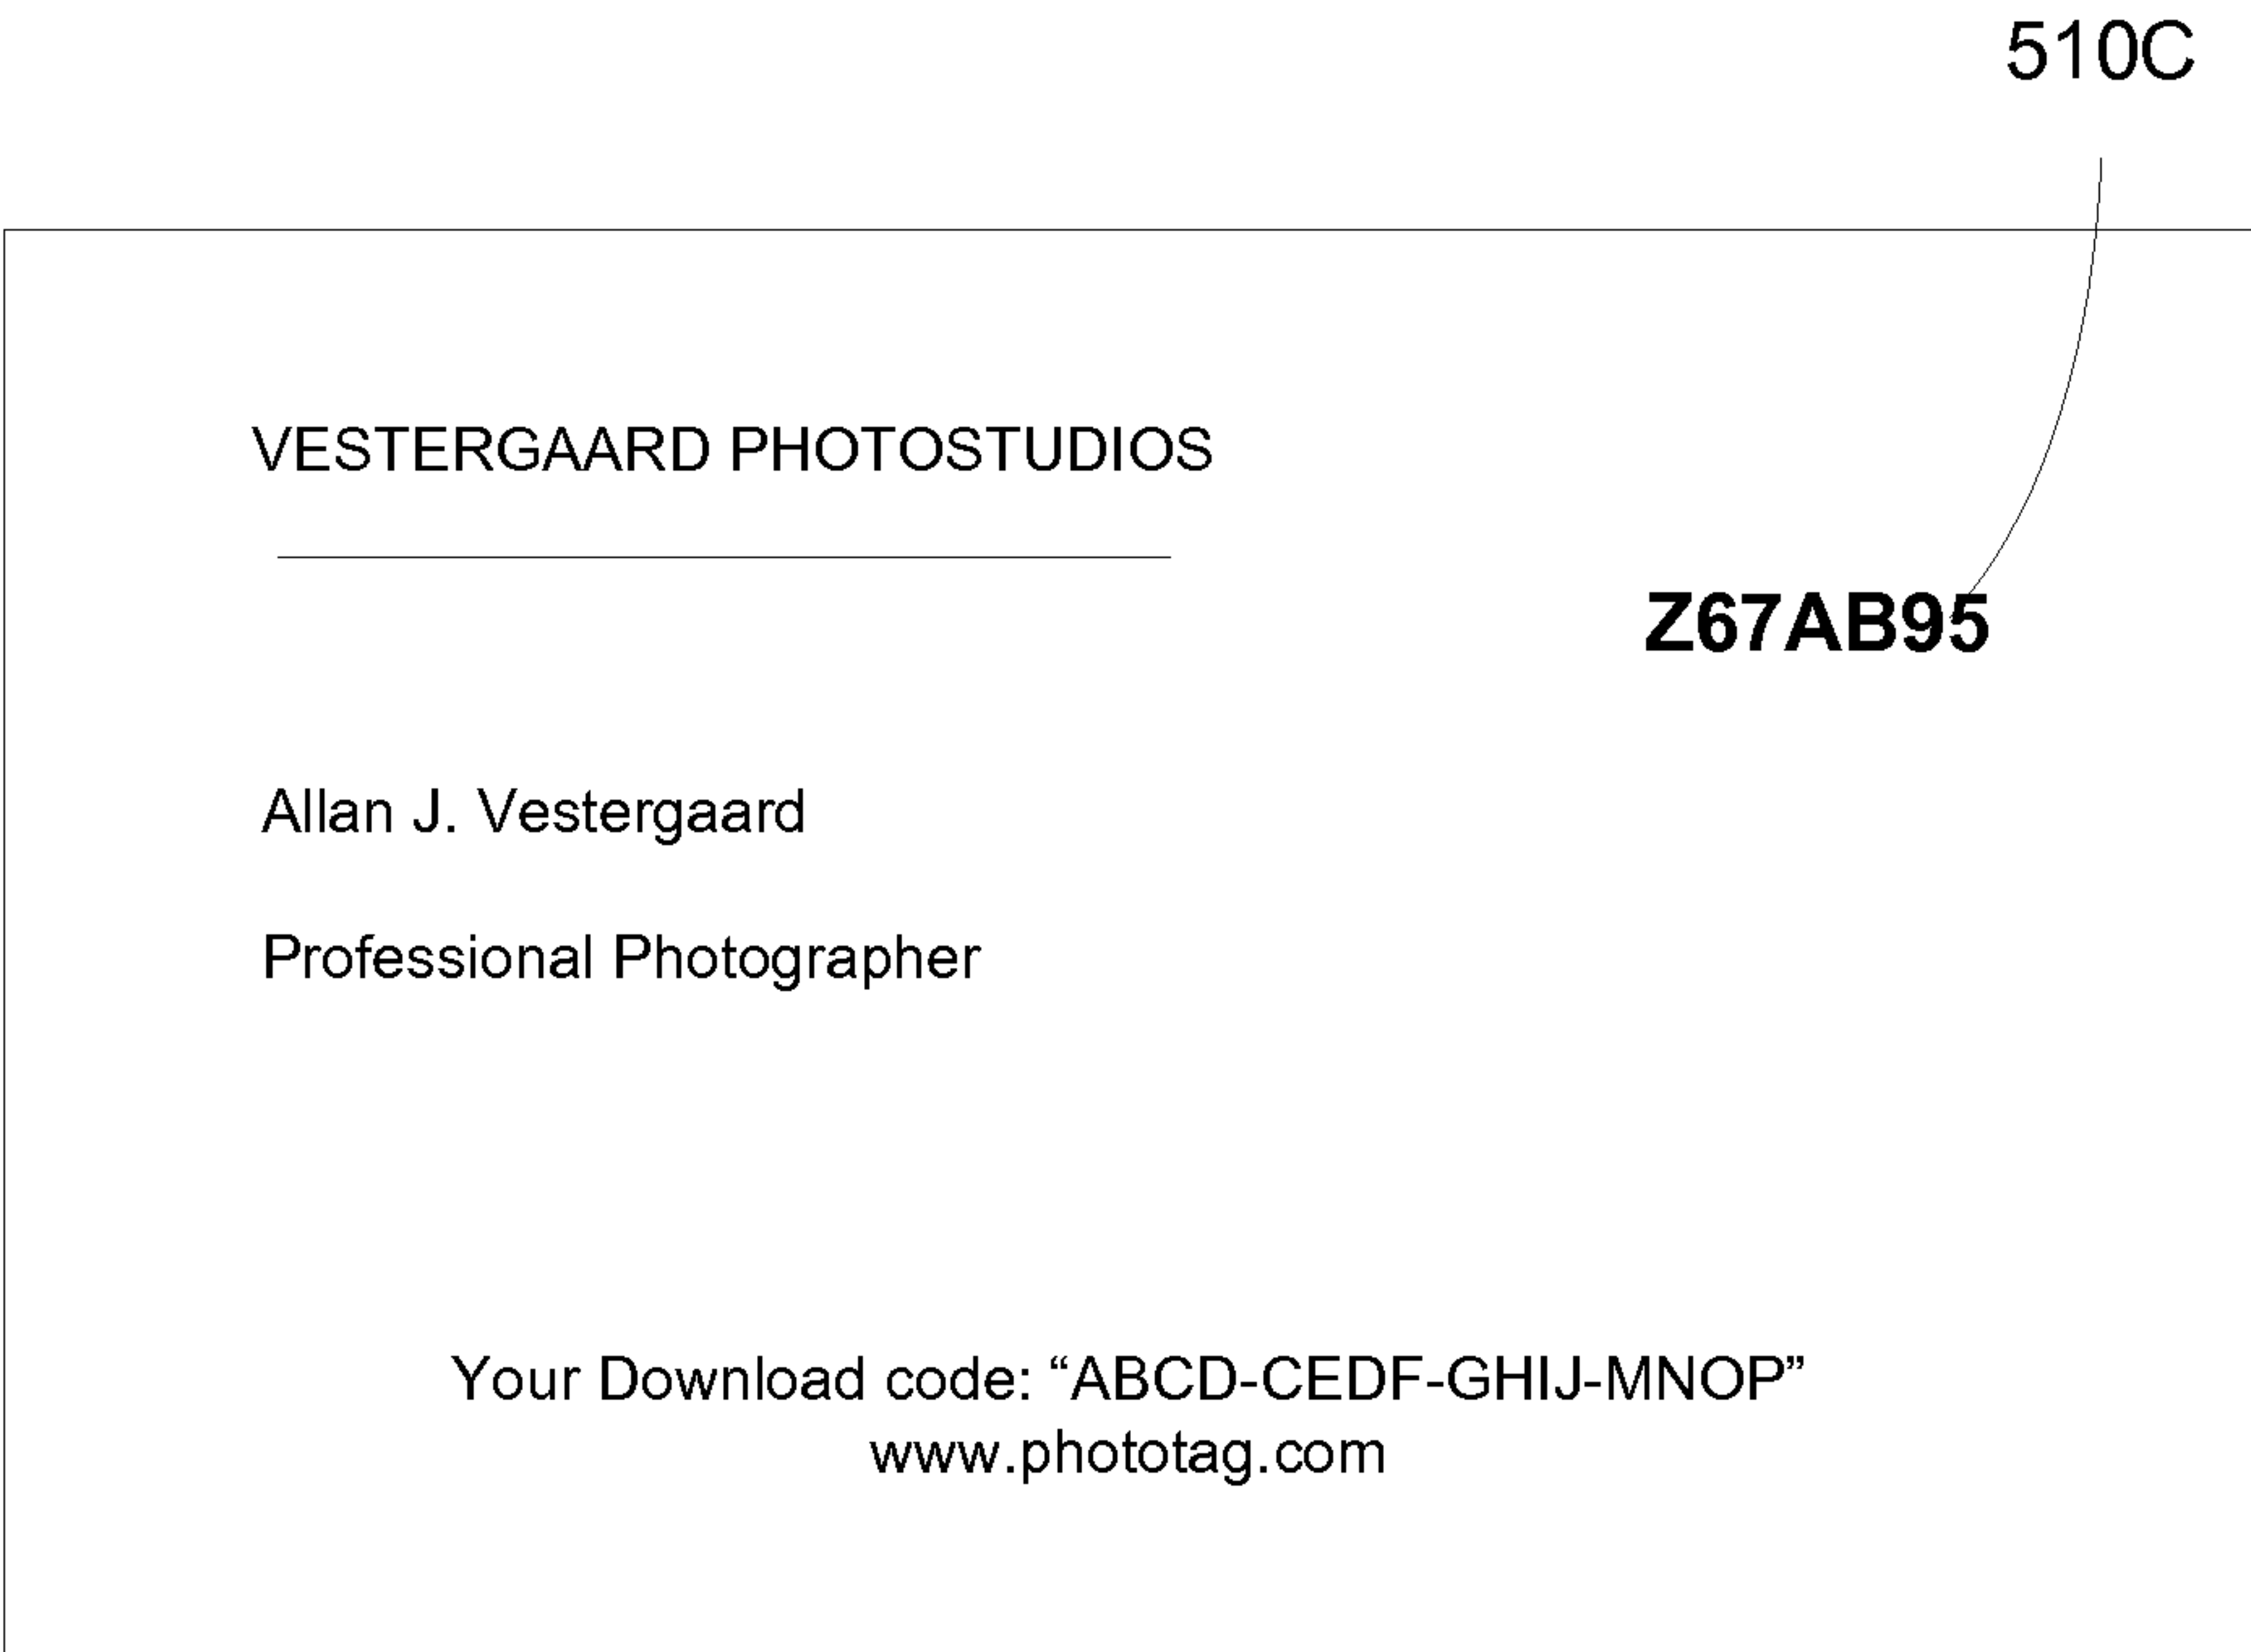 510C
VESTERGAARD PHOTOSTUDIOS
Z67AB95
Allan J. Vestergaard
Professional Photographer
Your Download code: “ABCD-CEDF-GHIJ-MNOP”
www.phototag.com